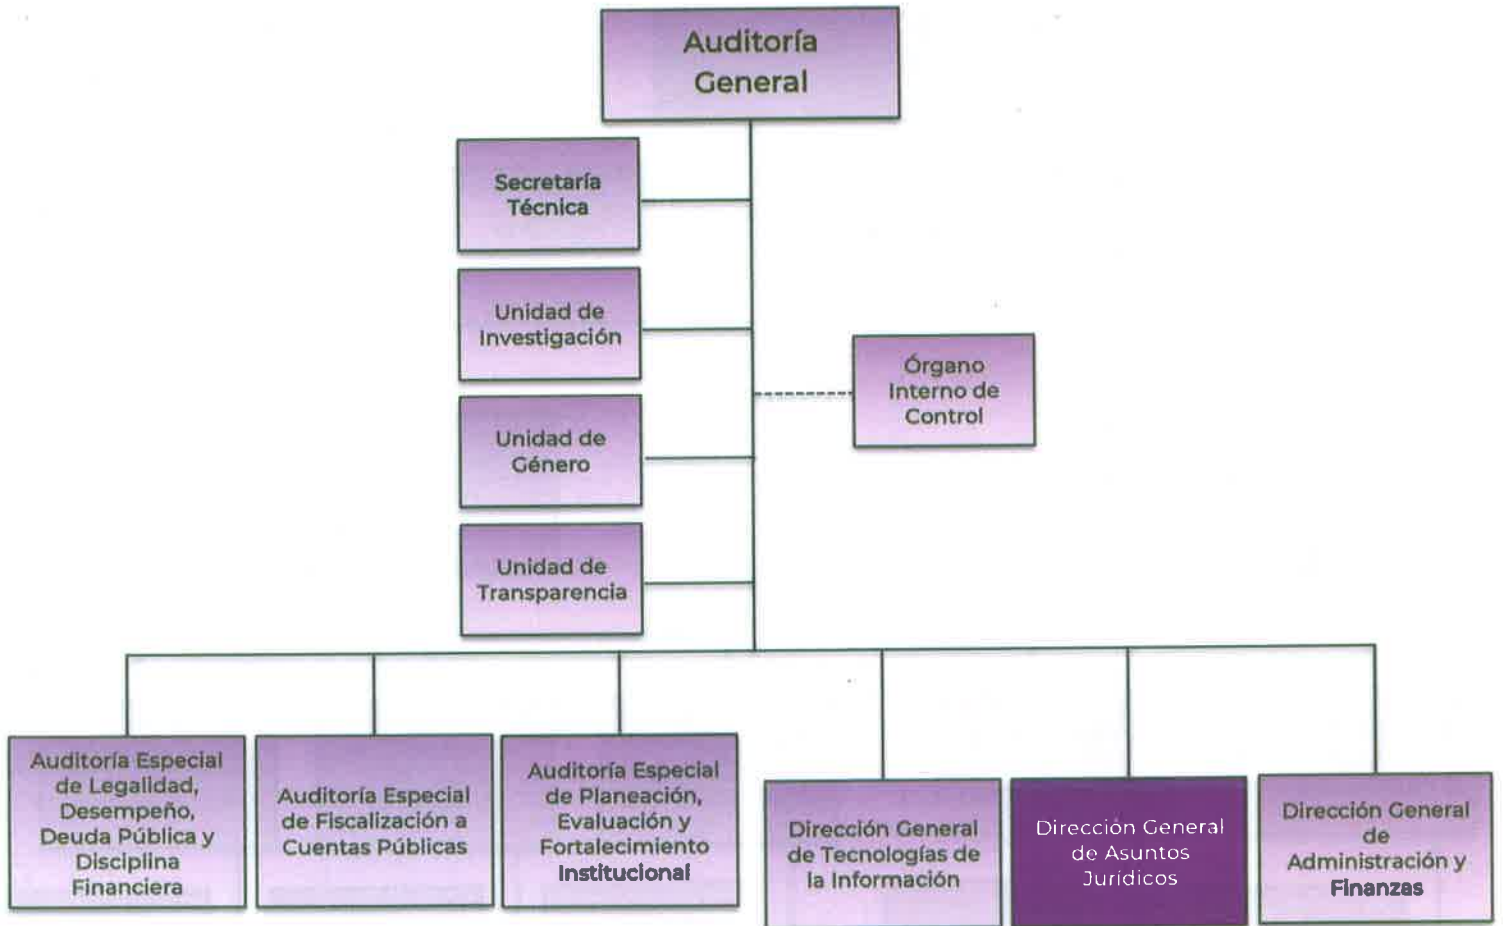 Auditoría
General
Secretaría
Técnica
Unidad de
Investigación
Órgano
Interno de
Control
Unidad de
Género
Unidad de
Transparencia
Auditoría Especial
de Legalidad,
Desempeño,
Deuda Pública y
Disciplina
Financiera
Auditoría Especial
de Fiscalización a
Cuentas Públicas
Auditoría Especial
de Planeación,
Evaluación y
Fortalecimiento
Institucional
Dirección General
de Tecnologías de
la Información
Dirección General
de Asuntos
Jurídicos
Dirección General
de
Administración y
Finanzas